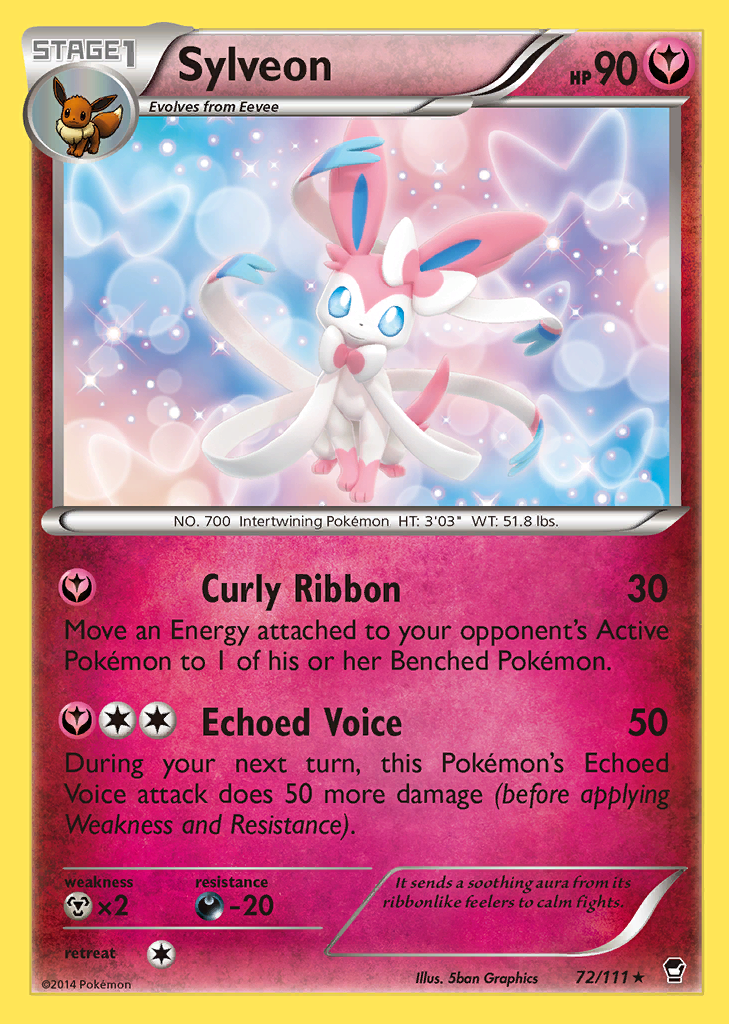 STAGE1
Sylveon
HP 90
Evolves from Eevee
NO. 700 Intertwining Pokémon HT: 3'03" WT: 51.8 lbs.
Curly Ribbon 30
Move an Energy attached to your opponent's Active
Pokémon to 1 of his or her Benched Pokémon.
Echoed Voice 50
During your next turn, this Pokémon's Echoed
Voice attack does 50 more damage (before applying
Weakness and Resistance).
weakness resistance
×2 -20
It sends a soothing aura from its
ribbonlike feelers to calm fights.
retreat
©2014 Pokémon
Illus. 5ban Graphics 72/111 ★